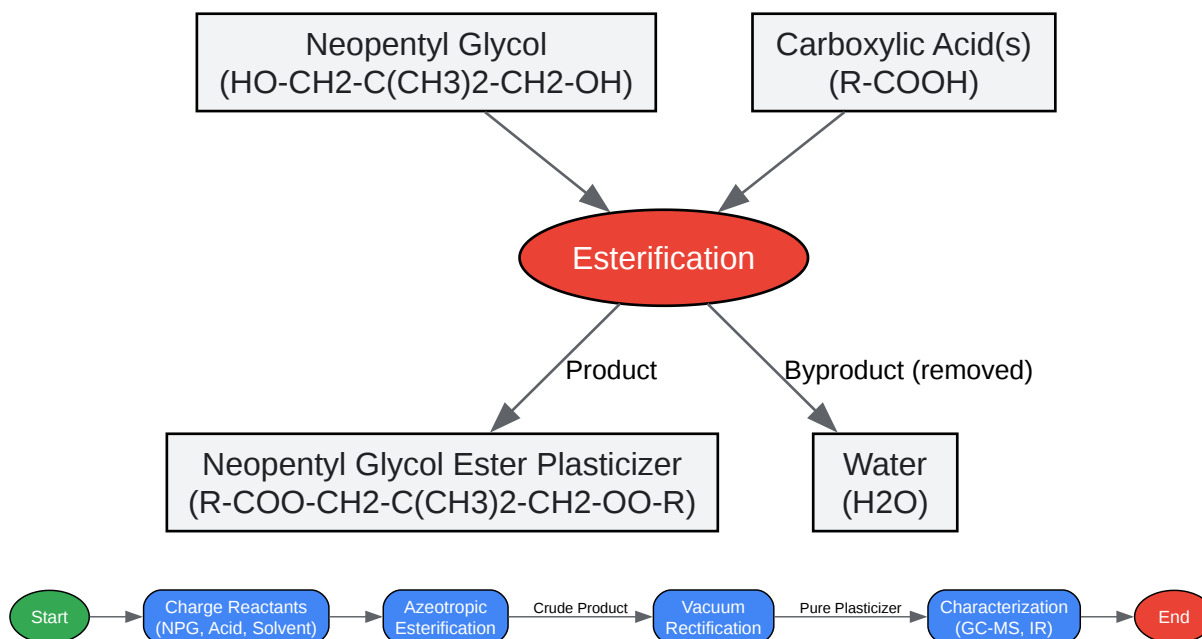 Neopentyl Glycol
(HO-CH2-C(CH3)2-CH2-OH)
Carboxylic Acid(s)
(R-COOH)
Esterification
Product
Byproduct (removed)
Neopentyl Glycol Ester Plasticizer
(R-COO-CH2-C(CH3)2-CH2-OO-R)
Water
(H2O)
Start
Charge Reactants
(NPG, Acid, Solvent)
Azeotropic
Esterification
Crude Product
Vacuum
Rectification
Pure Plasticizer
Characterization
(GC-MS, IR)
End